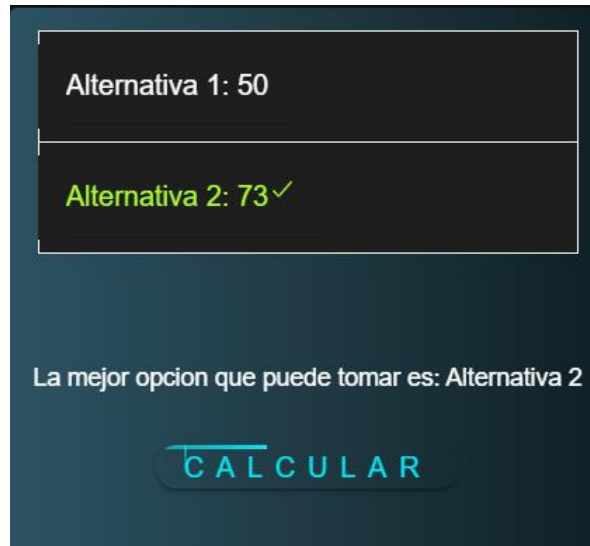 Alternativa 1: 50
Alternativa 2: 73✓
La mejor opcion que puede tomar es: Alternativa 2
CALCULAR